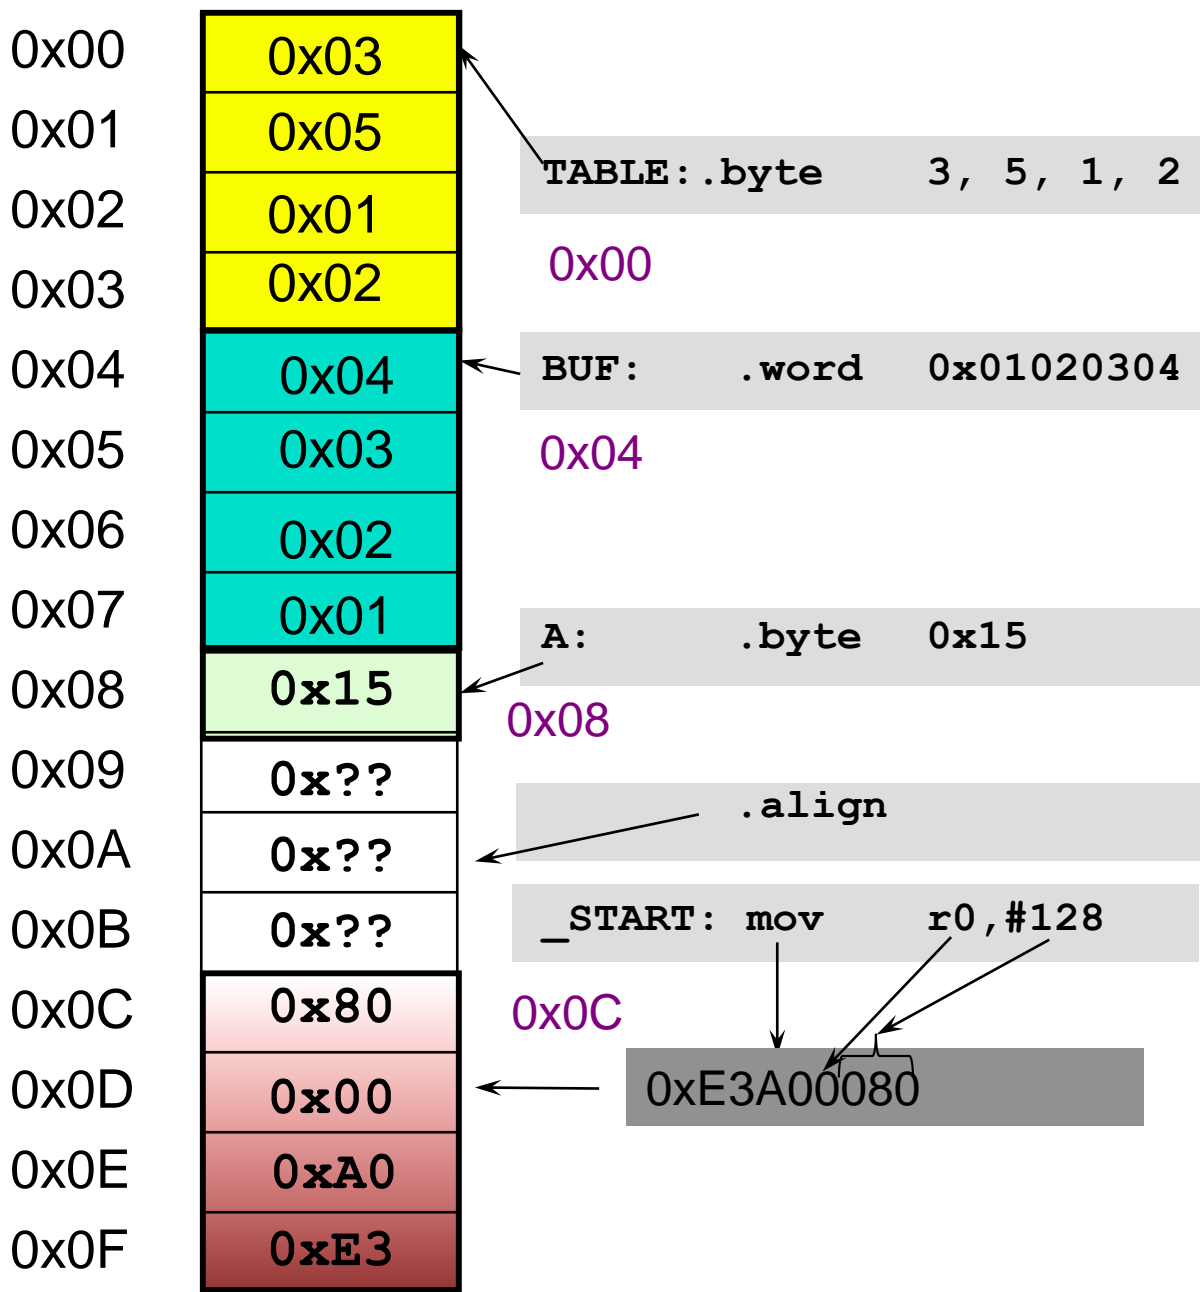 0x00 0x03
0x01 0x05
TABLE:.byte 3, 5, 1, 2
0x02 0x01
0x00
0x03 0x02
0x04 0x04
BUF: .word 0x01020304
0x05 0x03
0x04
0x06 0x02
0x07 0x01
A: .byte 0x15
0x08 0x15
0x08
0x09 0x??
.align
0x0A 0x??
0x0B 0x??
_START: mov r0,#128
0x0C 0x80
0x0C
0x0D 0x00
0xE3A00080
0x0E 0xA0
0x0F 0xE3